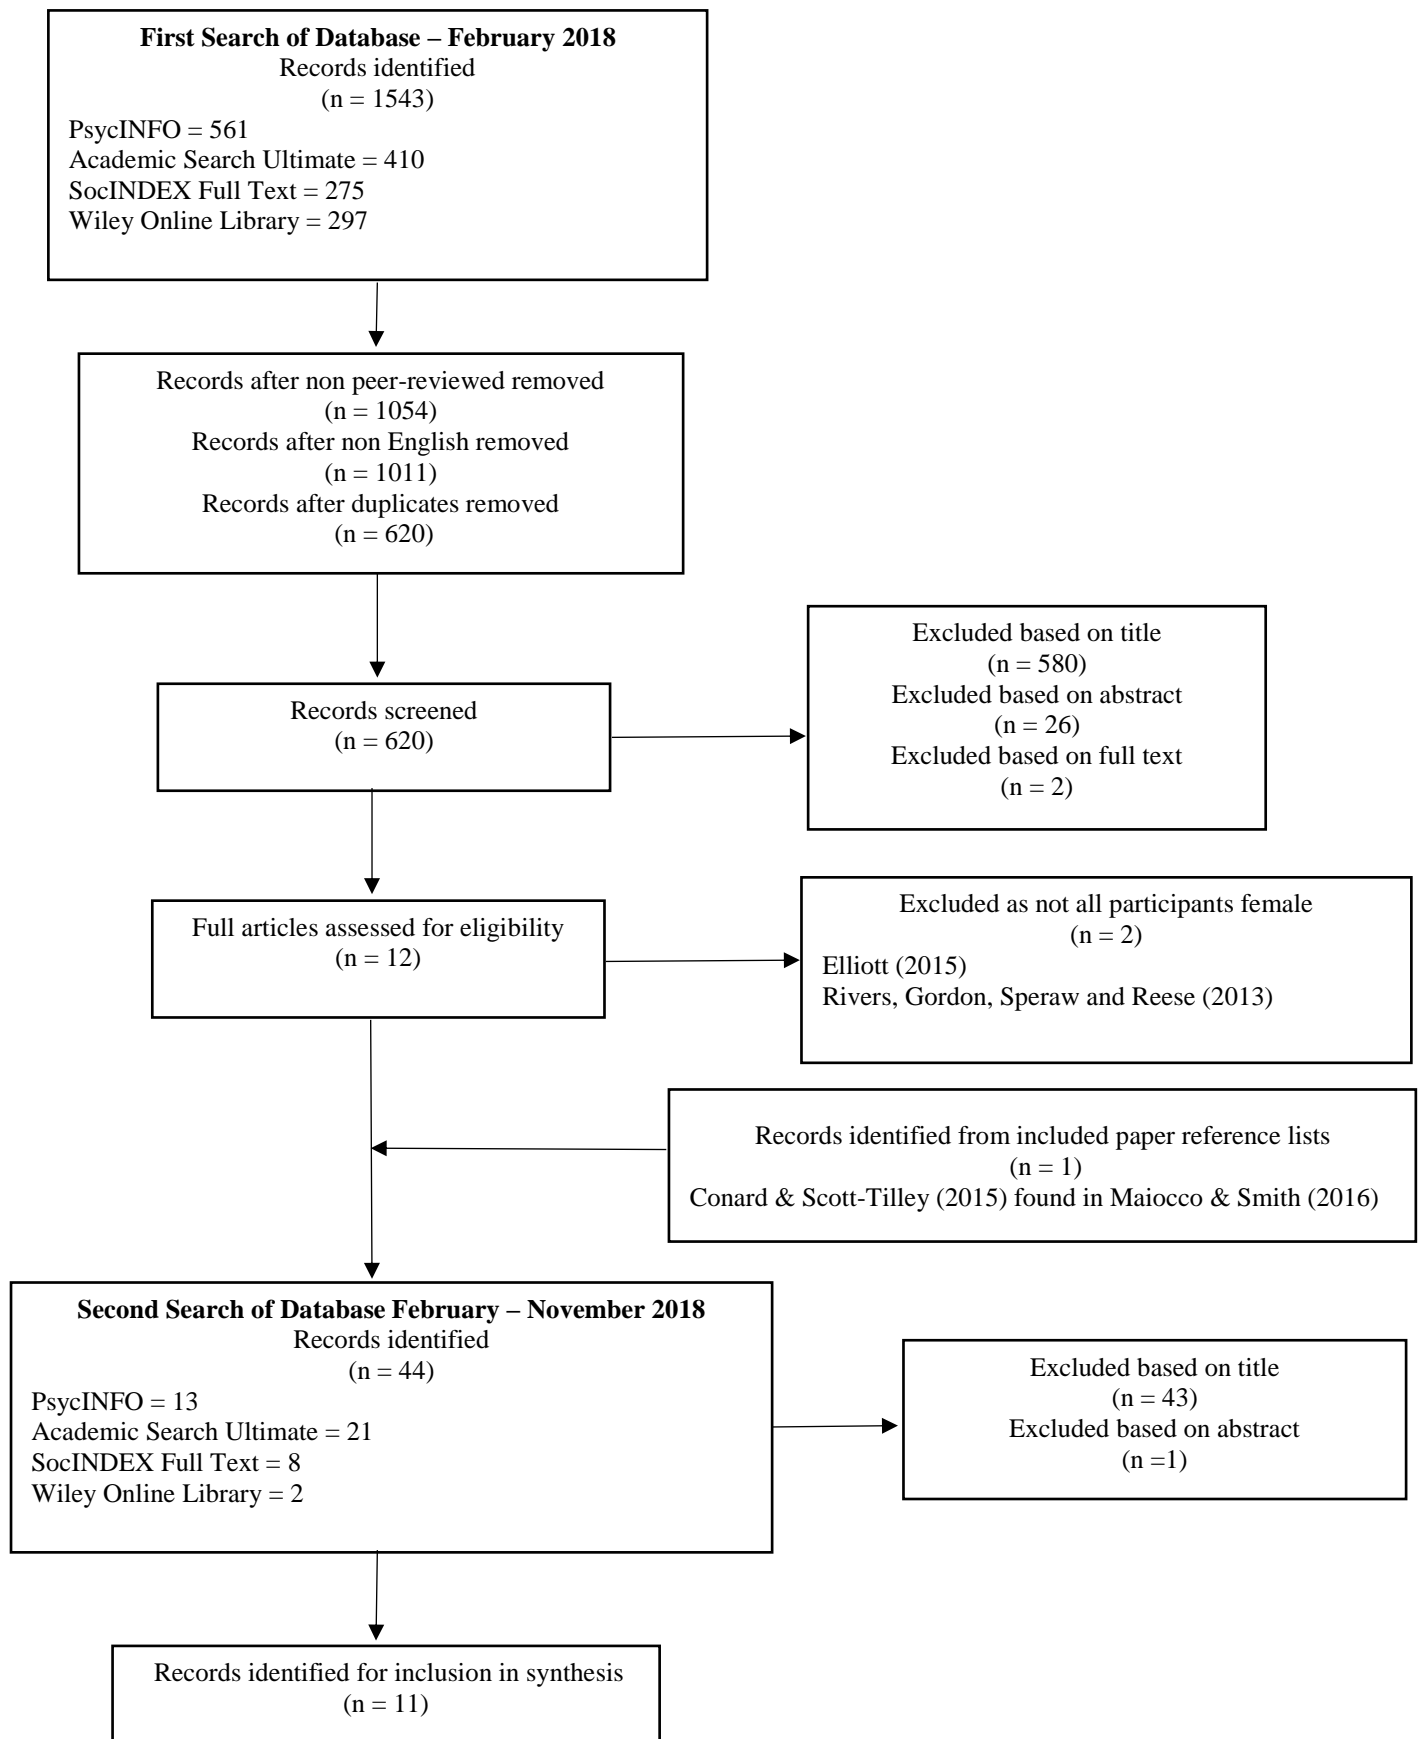 First Search of Database – February 2018
Records identified
(n = 1543)
PsycINFO = 561
Academic Search Ultimate = 410
SocINDEX Full Text = 275
Wiley Online Library = 297
Records after non peer-reviewed removed
(n = 1054)
Records after non English removed
(n = 1011)
Records after duplicates removed
(n = 620)
Excluded based on title
(n = 580)
Excluded based on abstract
(n = 26)
Excluded based on full text
(n = 2)
Records screened
(n = 620)
Full articles assessed for eligibility
(n = 12)
Excluded as not all participants female
(n = 2)
Elliott (2015)
Rivers, Gordon, Speraw and Reese (2013)
Records identified from included paper reference lists
(n = 1)
Conard & Scott-Tilley (2015) found in Maiocco & Smith (2016)
Second Search of Database February – November 2018
Records identified
(n = 44)
PsycINFO = 13
Academic Search Ultimate = 21
SocINDEX Full Text = 8
Wiley Online Library = 2
Excluded based on title
(n = 43)
Excluded based on abstract
(n =1)
Records identified for inclusion in synthesis
(n = 11)